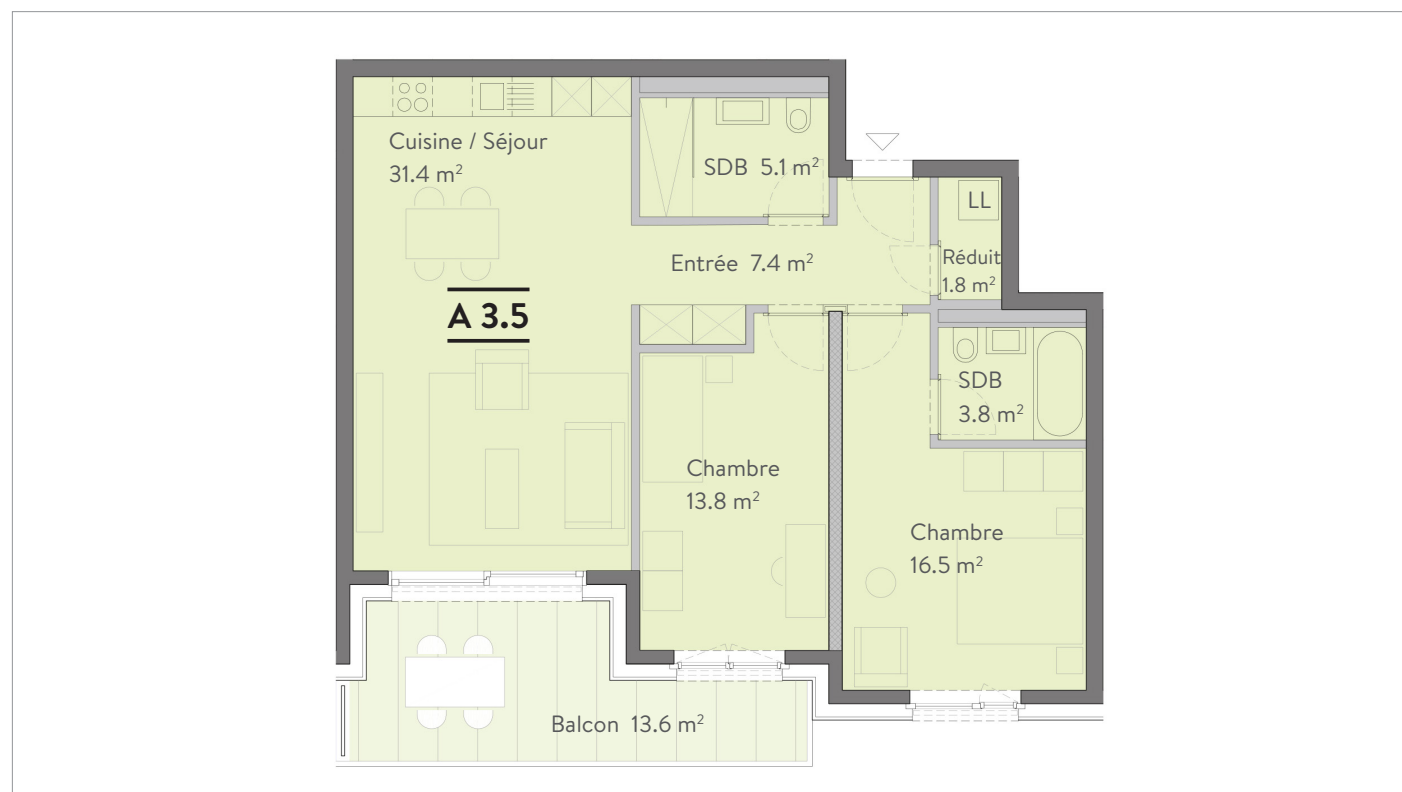 Cuisine / Séjour
31.4 m²
SDB 5.1 m²
LL
Réduit
1.8 m²
Entrée 7.4 m²
A 3.5
SDB
3.8 m²
Chambre
13.8 m²
Chambre
16.5 m²
Balcon 13.6 m²